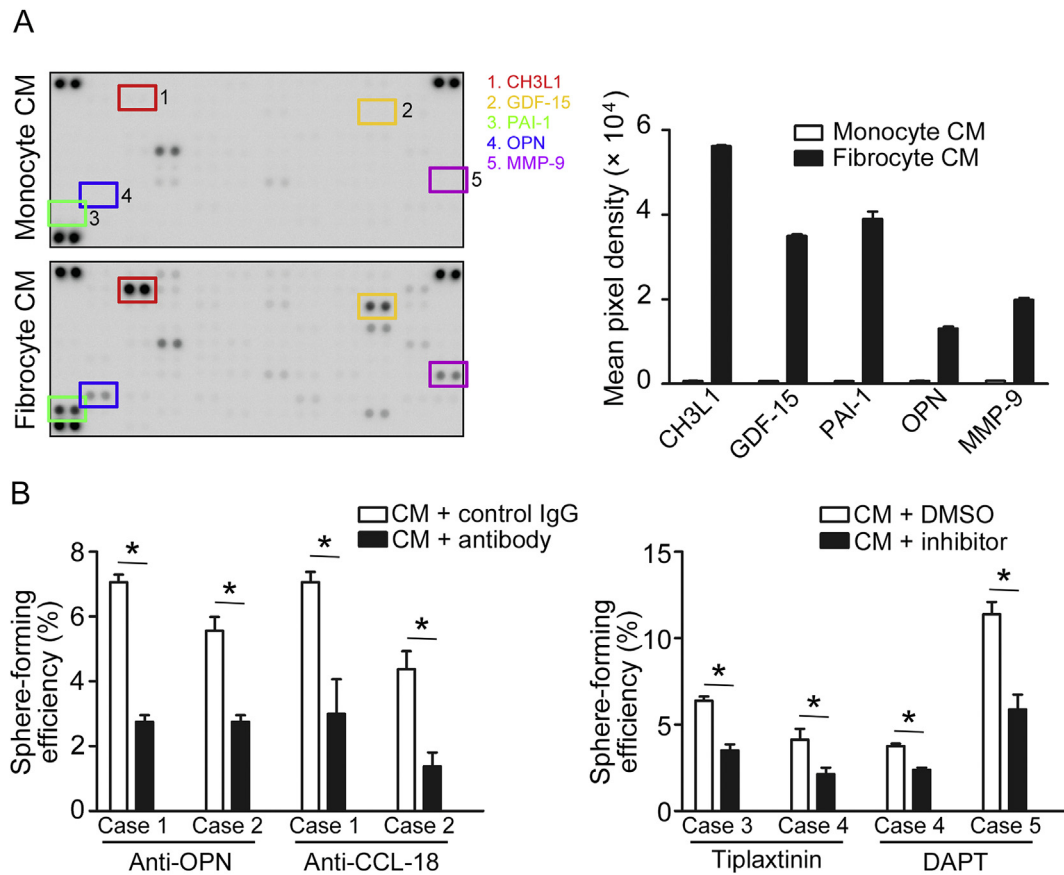 A
Monocyte CM
1
2
3
4
5
1. CH3L1
2. GDF-15
3. PAI-1
4. OPN
5. MMP-9
Fibrocyte CM
Mean pixel density (× 10⁴)
6
4
2
0
Monocyte CM
Fibrocyte CM
CH3L1
GDF-15
PAI-1
OPN
MMP-9
B
CM + control IgG
CM + antibody
Sphere-forming
efficiency (%)
8
6
4
2
0
* * * *
Case 1 Case 2 Case 1 Case 2
Anti-OPN Anti-CCL-18
CM + DMSO
CM + inhibitor
Sphere-forming
efficiency (%)
15
10
5
0
* * * *
Case 3 Case 4 Case 4 Case 5
Tiplaxtinin DAPT